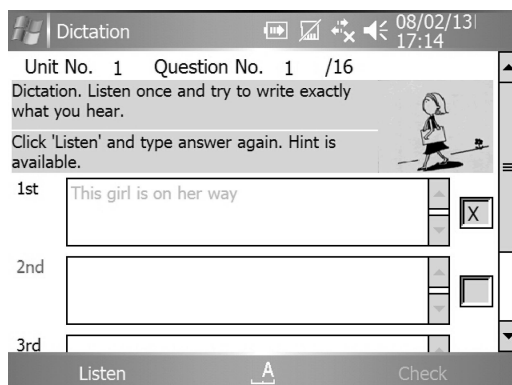 Dictation 08/02/13
17:14
Unit No. 1 Question No. 1 /16
Dictation. Listen once and try to write exactly
what you hear.
Click 'Listen' and type answer again. Hint is
available.
1st This girl is on her way X
2nd
3rd
Listen A Check